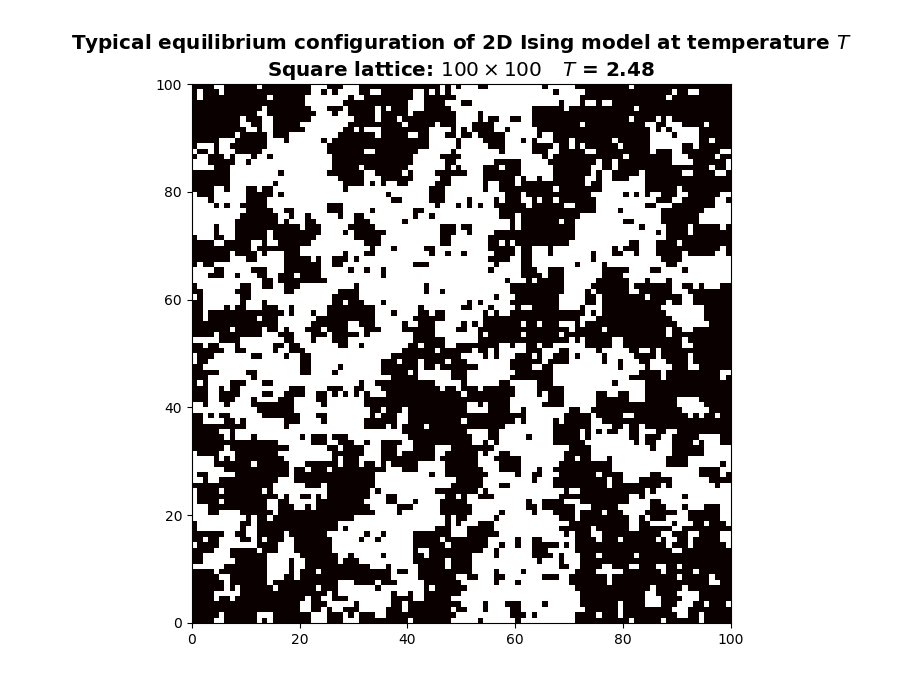 Typical equilibrium configuration of 2D Ising model at temperature T
Square lattice: 100 × 100 T = 2.48
100
80
60
40
20
0
0 20 40 60 80 100